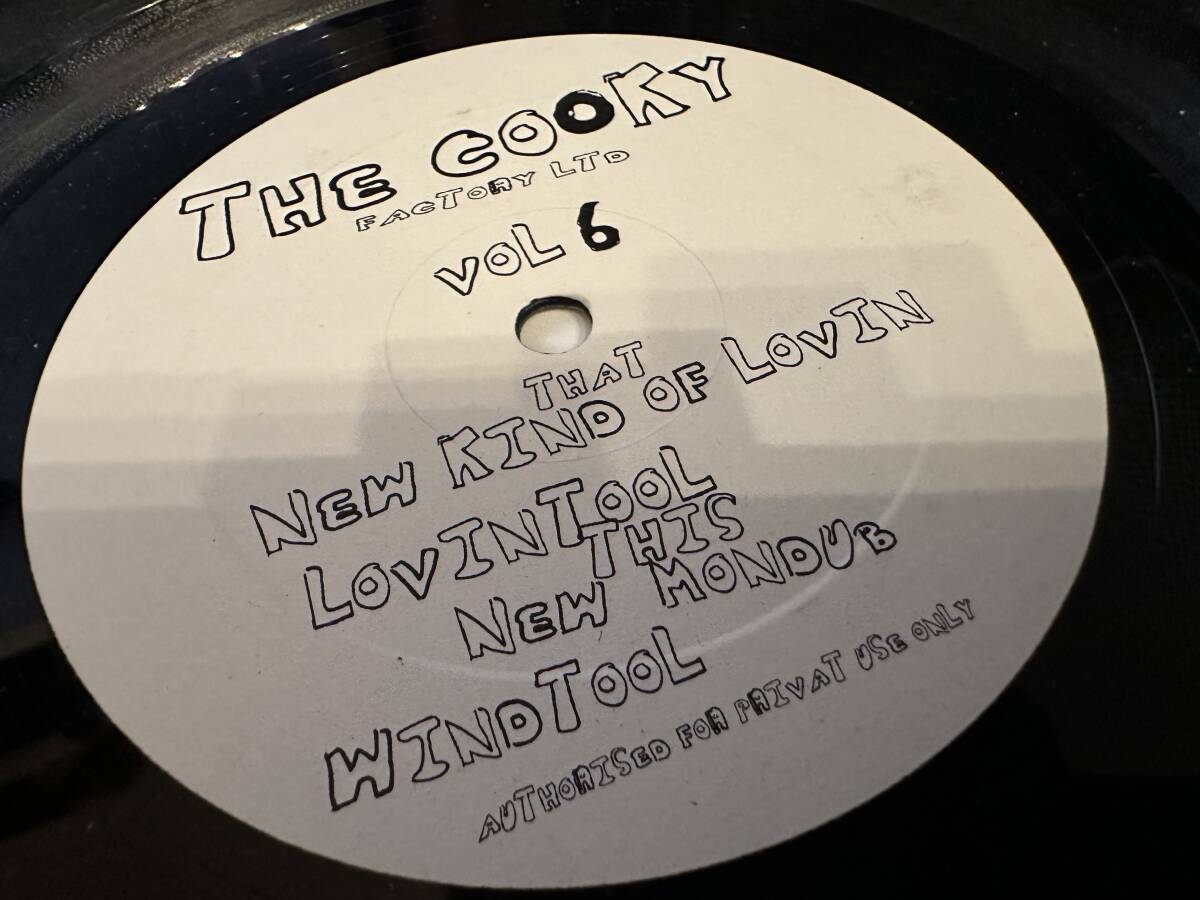 THE COOKY
FACTORY LTD
VOL 6
THAT
NEW KIND OF LOVIN
LOVINTOOL
THIS
NEW MONDUB
WINDTOOL
AUTHORISED FOR PRIVAT USE ONLY